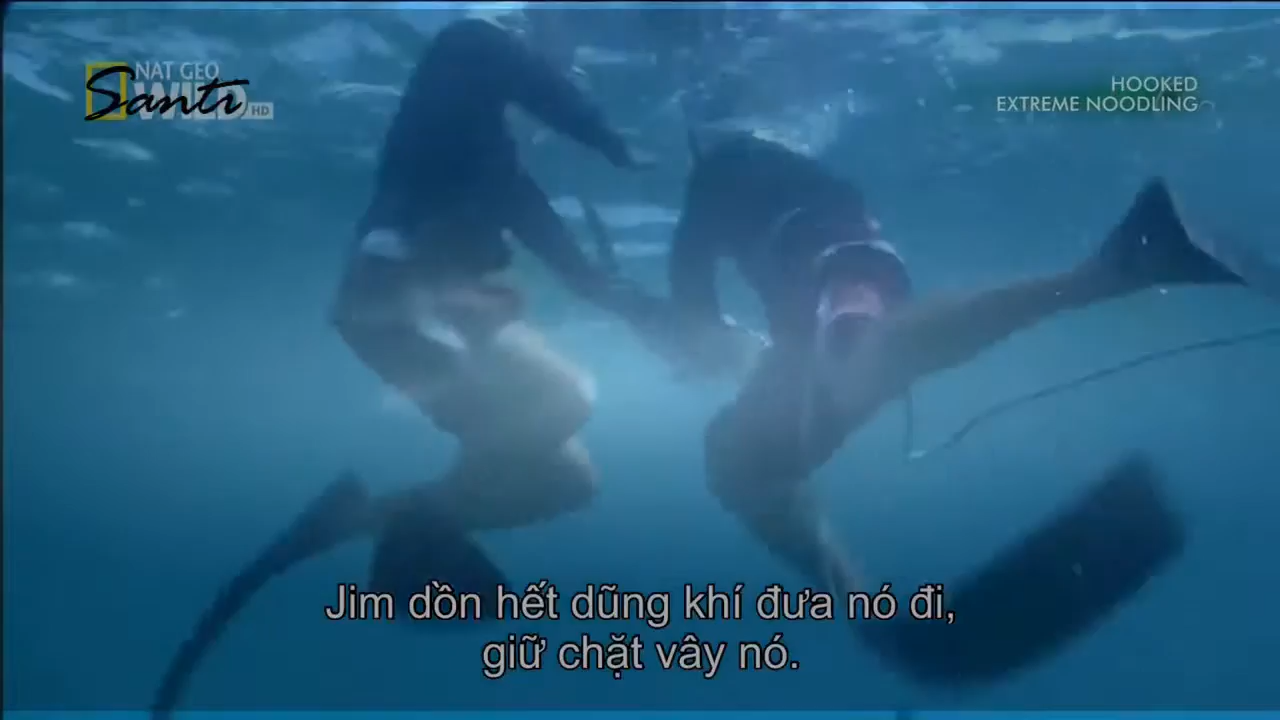 NAT GEO
WILD HD
Santi
HOOKED
EXTREME NOODLING
Jim dồn hết dũng khí đưa nó đi,
giữ chặt vây nó.